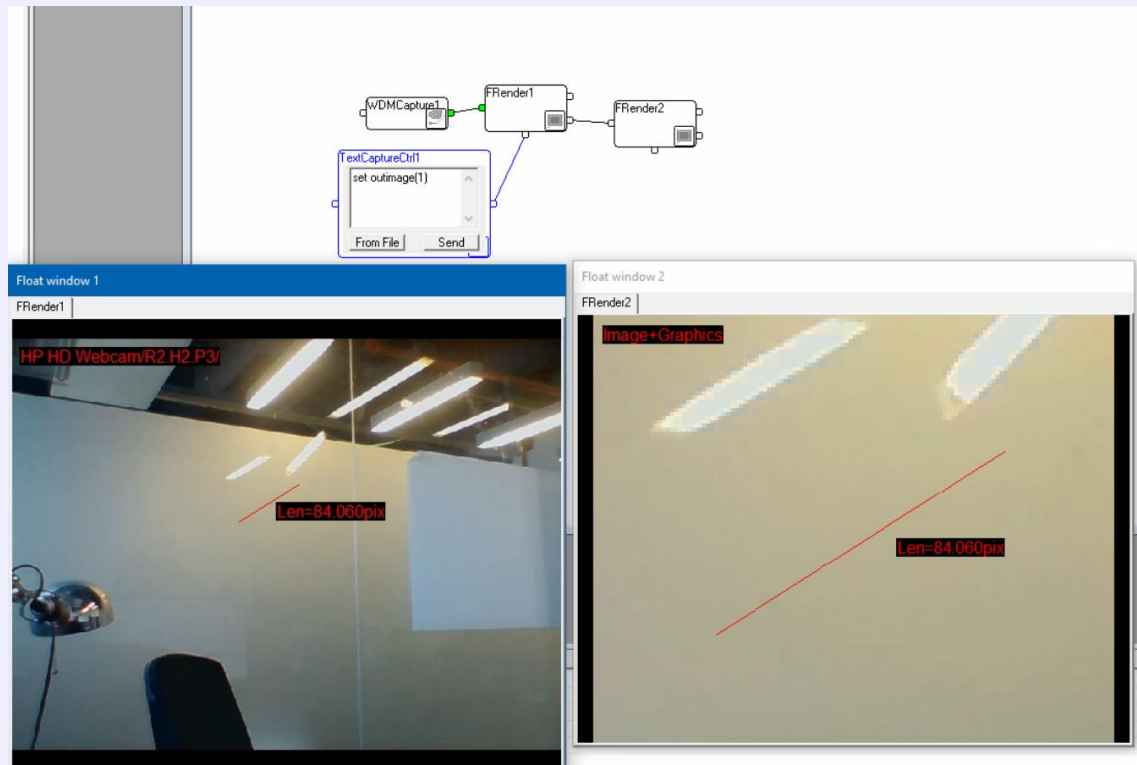 WDMCapture1
FRender1
FRender2
TextCaptureCtrl1
set outimage(1)
From File
Send
Float window 1
FRender1
HP HD Webcam/R2.H2.P3/
Len=84.060pix
Float window 2
FRender2
Image+Graphics
Len=84.060pix